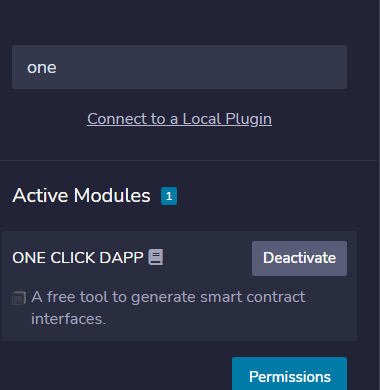 one
Connect to a Local Plugin
Active Modules 1
ONE CLICK DAPP Deactivate
A free tool to generate smart contract
interfaces.
Permissions